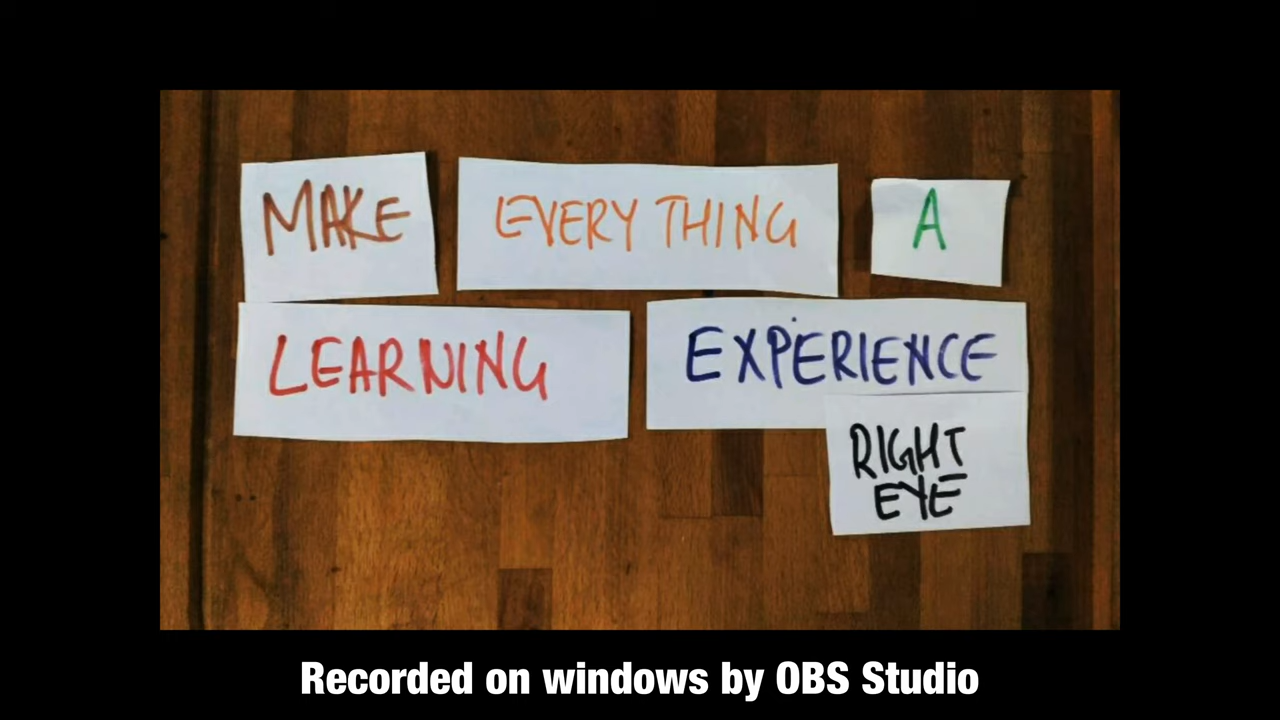 MAKE EVERY THING A
LEARNING EXPERIENCE
RIGHT
EYE
Recorded on windows by OBS Studio